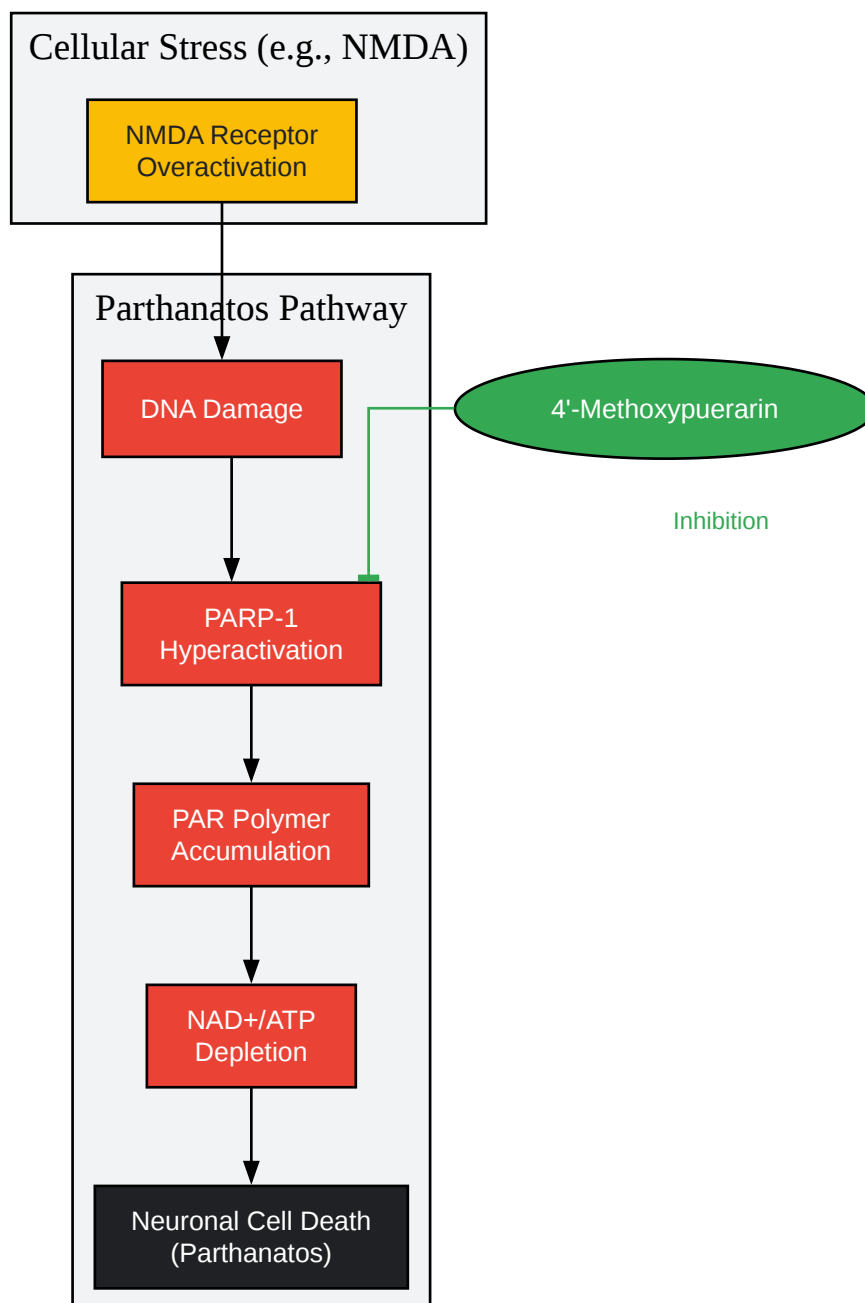 Cellular Stress (e.g., NMDA)
NMDA Receptor
Overactivation
Parthanatos Pathway
DNA Damage
4'-Methoxypuerarin
Inhibition
PARP-1
Hyperactivation
PAR Polymer
Accumulation
NAD+/ATP
Depletion
Neuronal Cell Death
(Parthanatos)